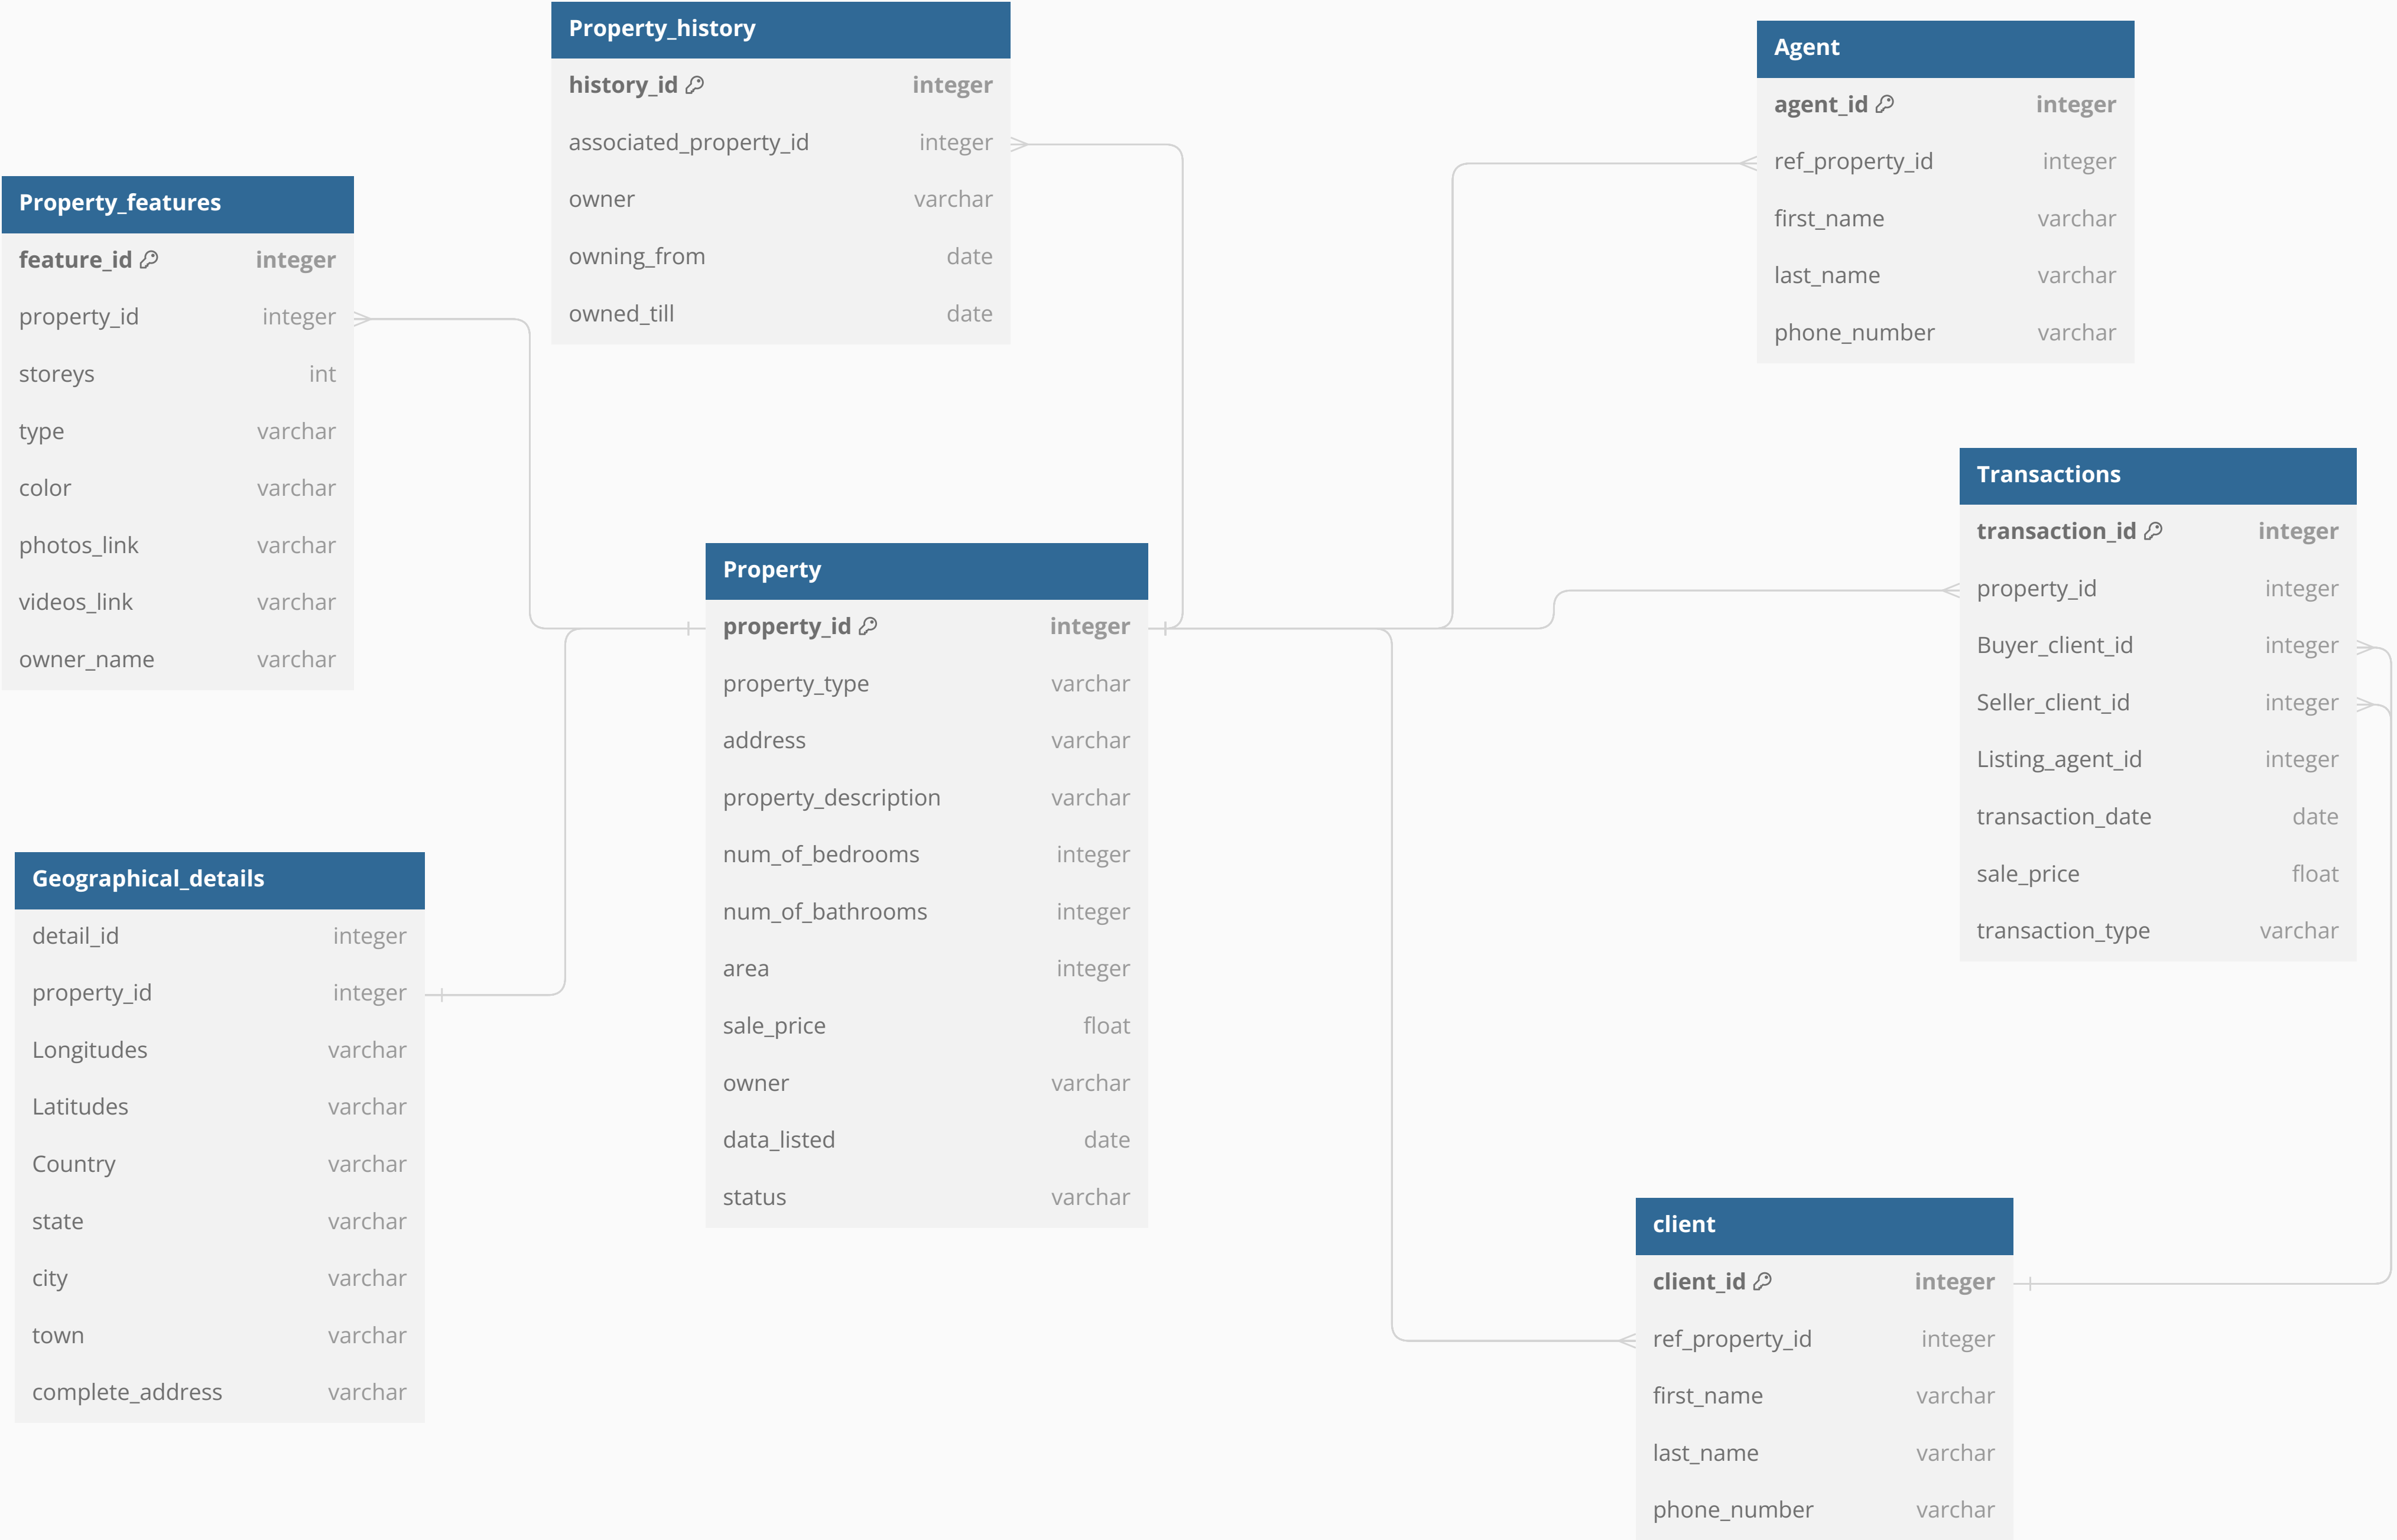 Property_history
history_id integer
associated_property_id integer
owner varchar
owning_from date
owned_till date
Agent
agent_id integer
ref_property_id integer
first_name varchar
last_name varchar
phone_number varchar
Property_features
feature_id integer
property_id integer
storeys int
type varchar
color varchar
photos_link varchar
videos_link varchar
owner_name varchar
Transactions
transaction_id integer
property_id integer
Buyer_client_id integer
Seller_client_id integer
Listing_agent_id integer
transaction_date date
sale_price float
transaction_type varchar
Property
property_id integer
property_type varchar
address varchar
property_description varchar
num_of_bedrooms integer
num_of_bathrooms integer
area integer
sale_price float
owner varchar
data_listed date
status varchar
Geographical_details
detail_id integer
property_id integer
Longitudes varchar
Latitudes varchar
Country varchar
state varchar
city varchar
town varchar
complete_address varchar
client
client_id integer
ref_property_id integer
first_name varchar
last_name varchar
phone_number varchar